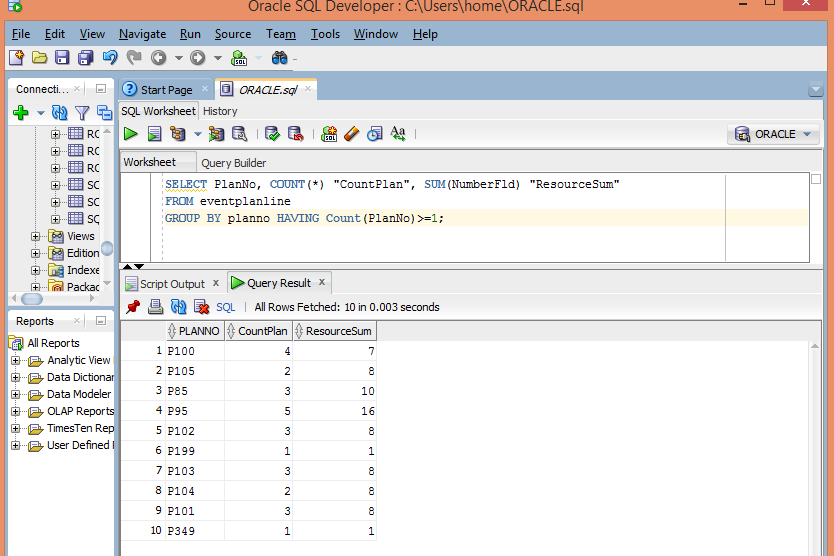 Oracle SQL Developer : C:\Users\home\ORACLE.sql
File Edit View Navigate Run Source Team Tools Window Help
Connecti...
Start Page
ORACLE.sql
SQL Worksheet History
ORACLE
Worksheet Query Builder
SELECT PlanNo, COUNT(*) "CountPlan", SUM(NumberFld) "ResourceSum"
FROM eventplanline
GROUP BY planno HAVING Count(PlanNo)>=1;
RC
RC
RC
SC
SC
SQ
Views
Edition
Indexe
Packac
Script Output x
Query Result x
SQL | All Rows Fetched: 10 in 0.003 seconds
Reports
All Reports
Analytic View
Data Dictionar
Data Modeler
OLAP Reports
TimesTen Rep
User Defined
PLANNO CountPlan ResourceSum
1 P100 4 7
2 P105 2 8
3 P85 3 10
4 P95 5 16
5 P102 3 8
6 P199 1 1
7 P103 3 8
8 P104 2 8
9 P101 3 8
10 P349 1 1